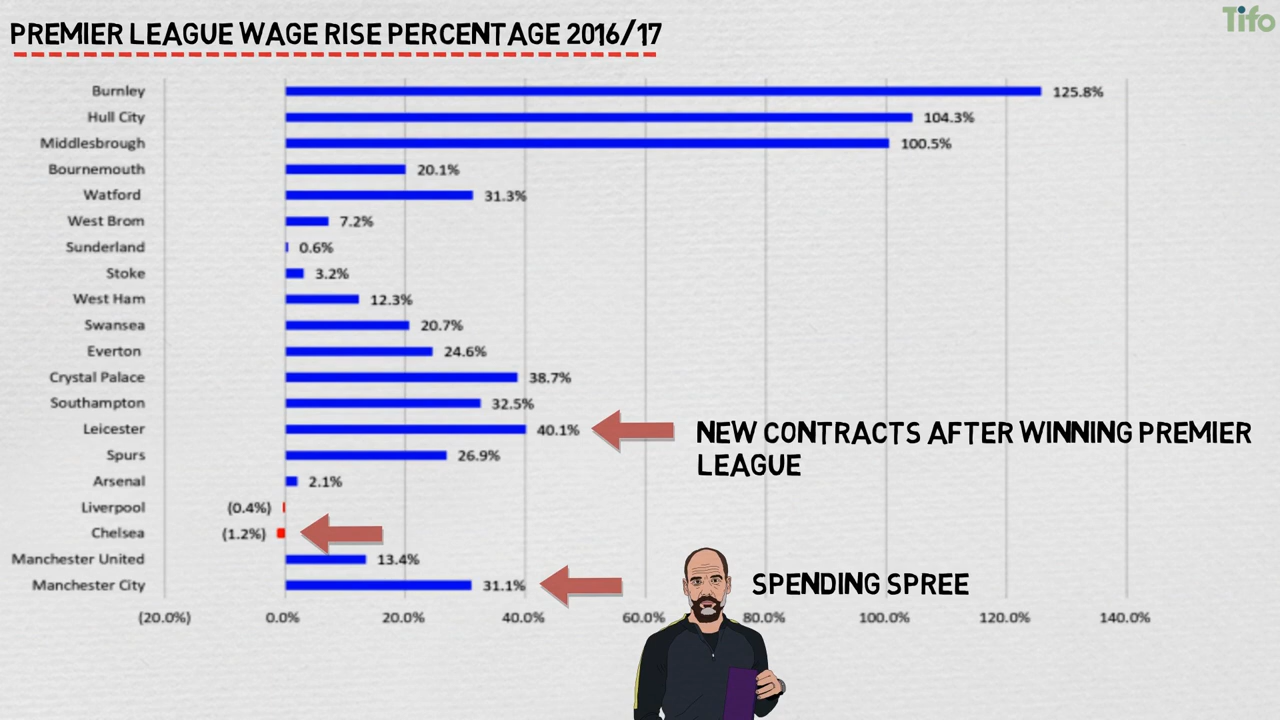 PREMIER LEAGUE WAGE RISE PERCENTAGE 2016/17
Tifo
Burnley 125.8%
Hull City 104.3%
Middlesbrough 100.5%
Bournemouth 20.1%
Watford 31.3%
West Brom 7.2%
Sunderland 0.6%
Stoke 3.2%
West Ham 12.3%
Swansea 20.7%
Everton 24.6%
Crystal Palace 38.7%
Southampton 32.5%
Leicester 40.1%
NEW CONTRACTS AFTER WINNING PREMIER
LEAGUE
Spurs 26.9%
Arsenal 2.1%
Liverpool (0.4%)
Chelsea (1.2%)
Manchester United 13.4%
Manchester City 31.1%
SPENDING SPREE
(20.0%) 0.0% 20.0% 40.0% 60.0% 80.0% 100.0% 120.0% 140.0%